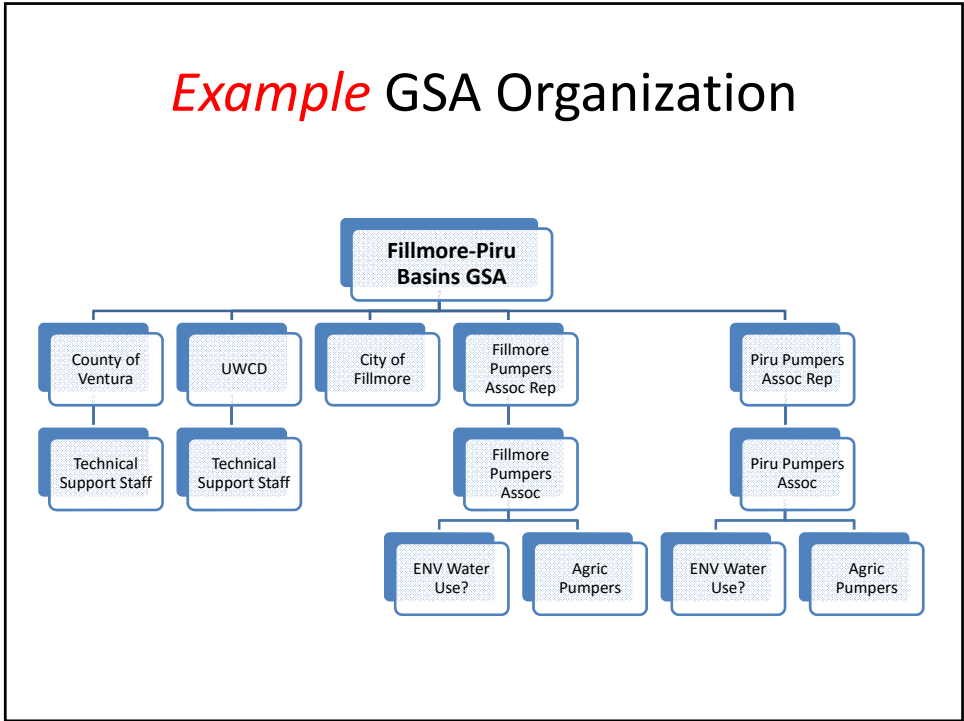 Example GSA Organization
Fillmore-Piru
Basins GSA
County of
Ventura
UWCD
City of
Fillmore
Fillmore
Pumpers
Assoc Rep
Piru Pumpers
Assoc Rep
Technical
Support Staff
Technical
Support Staff
Fillmore
Pumpers
Assoc
Piru Pumpers
Assoc
ENV Water
Use?
Agric
Pumpers
ENV Water
Use?
Agric
Pumpers